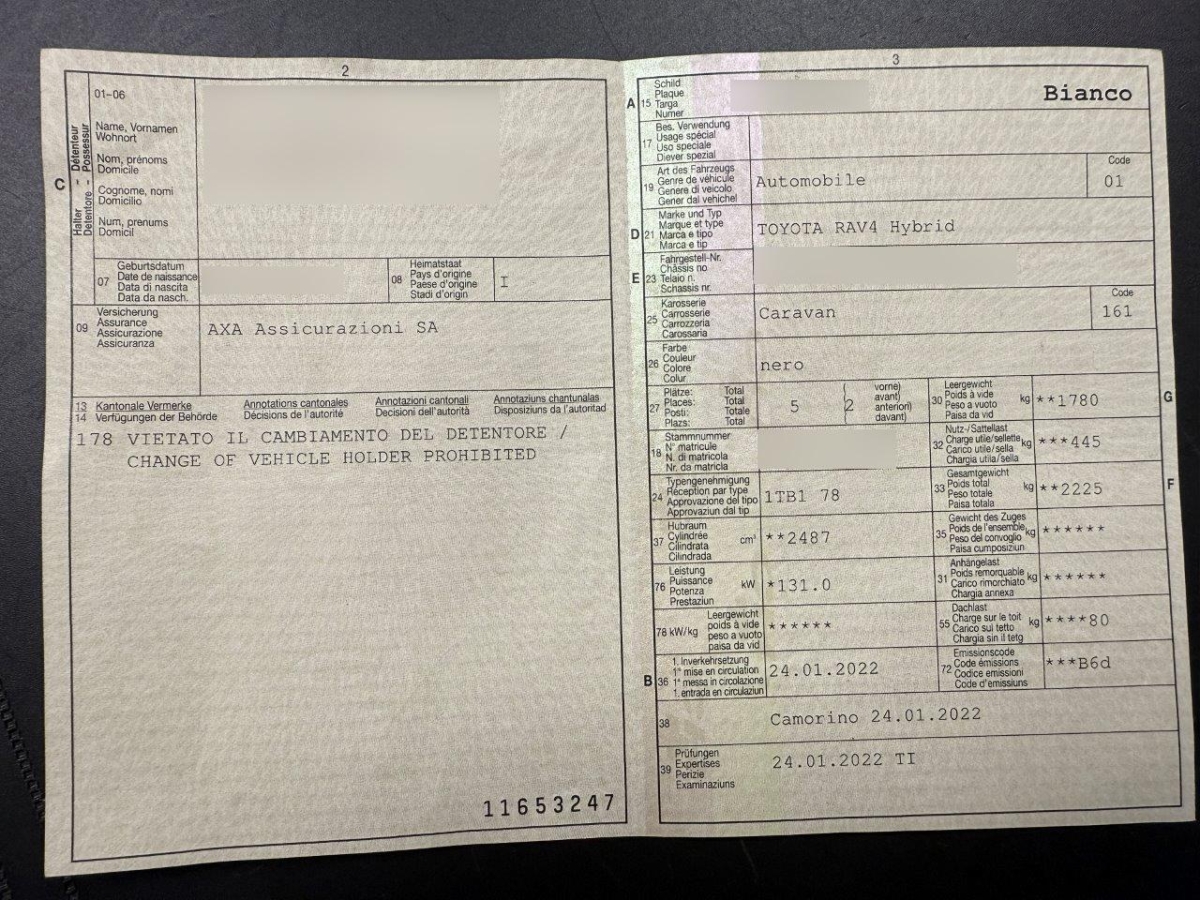 2
01-06
Halter - Détenteur
Detentore - Possessur
C
Name, Vornamen
Wohnort
Nom, prénoms
Domicile
Cognome, nomi
Domicilio
Num, prenums
Domicil
07
Geburtsdatum
Date de naissance
Data di nascita
Data da nasch.
08
Heimatstaat
Pays d'origine
Paese d'origine
Stadi d'origin
I
09
Versicherung
Assurance
Assicurazione
Assicuranza
AXA Assicurazioni SA
13 Kantonale Vermerke Annotations cantonales Annotazioni cantonali Annotaziuns chantunalas
14 Verfügungen der Behörde Décisions de l'autorité Decisioni dell'autorità Disposiziuns da l'autoritad
178 VIETATO IL CAMBIAMENTO DEL DETENTORE /
CHANGE OF VEHICLE HOLDER PROHIBITED
11653247
3
A 15
Schild
Plaque
Targa
Numer
Bianco
17
Bes. Verwendung
Usage spécial
Uso speciale
Diever spezial
19
Art des Fahrzeugs
Genre de véhicule
Genere di veicolo
Gener dal vehichel
Automobile
Code
01
D 21
Marke und Typ
Marque et type
Marca e tipo
Marca e tip
TOYOTA RAV4 Hybrid
E 23
Fahrgestell-Nr.
Châssis no
Telaio n.
Schassis nr.
25
Karosserie
Carrosserie
Carrozzeria
Carossaria
Caravan
Code
161
26
Farbe
Couleur
Colore
Colur
nero
27
Plätze: Total
Places: Total
Posti: Totale
Plazs: Total
5 ( 2
vorne)
avant)
anteriori)
davant)
30
Leergewicht
Poids à vide
Peso a vuoto
Paisa da vid
kg **1780
G
18
Stammnummer
N° matricule
N. di matricola
Nr. da matricla
32
Nutz-/Sattellast
Charge utile/sellette
Carico utile/sella
Chargia utila/sella
kg ***445
24
Typengenehmigung
Réception par type
Approvazione del tipo
Approvaziun dal tip
1TB1 78
33
Gesamtgewicht
Poids total
Peso totale
Paisa totala
kg **2225
F
37
Hubraum
Cylindrée
Cilindrata
Cilindrada
cm³ **2487
35
Gewicht des Zuges
Poids de l'ensemble
Peso del convoglio
Paisa cumposiziun
kg ******
76
Leistung
Puissance
Potenza
Prestaziun
kW *131.0
31
Anhängelast
Poids remorquable
Carico rimorchiato
Chargia annexa
kg ******
78 kW/kg
Leergewicht
poids à vide
peso a vuoto
paisa da vid
******
55
Dachlast
Charge sur le toit
Carico sul tetto
Chargia sin il tetg
kg ****80
B 36
1. Inverkehrsetzung
1ᵉ mise en circulation
1ᵃ messa in circolazione
1. entrada en circulaziun
24.01.2022
72
Emissionscode
Code émissions
Codice emissioni
Code d'emissiuns
***B6d
38
Camorino 24.01.2022
39
Prüfungen
Expertises
Perizie
Examinaziuns
24.01.2022 TI